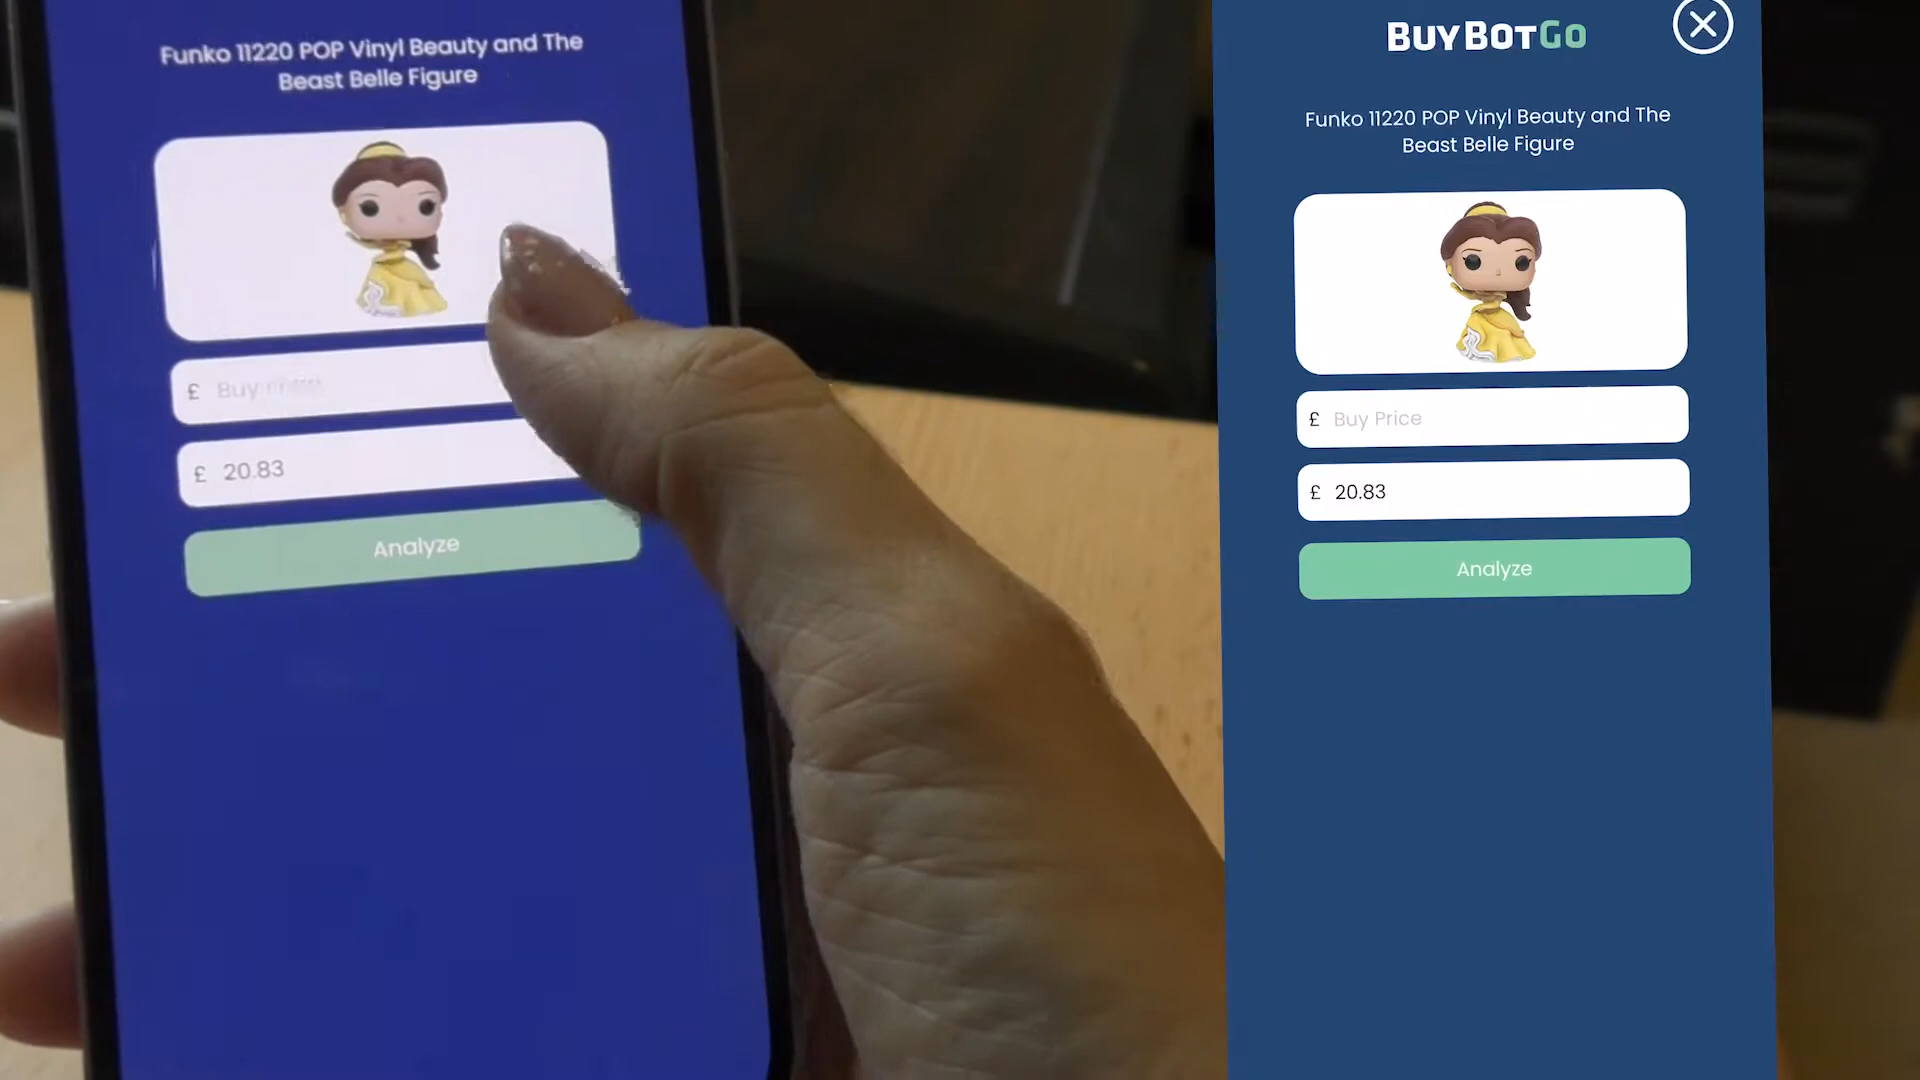 Funko 11220 POP Vinyl Beauty and The
Beast Belle Figure
£ Buy
£ 20.83
Analyze
BUYBOTGO
Funko 11220 POP Vinyl Beauty and The
Beast Belle Figure
£ Buy Price
£ 20.83
Analyze